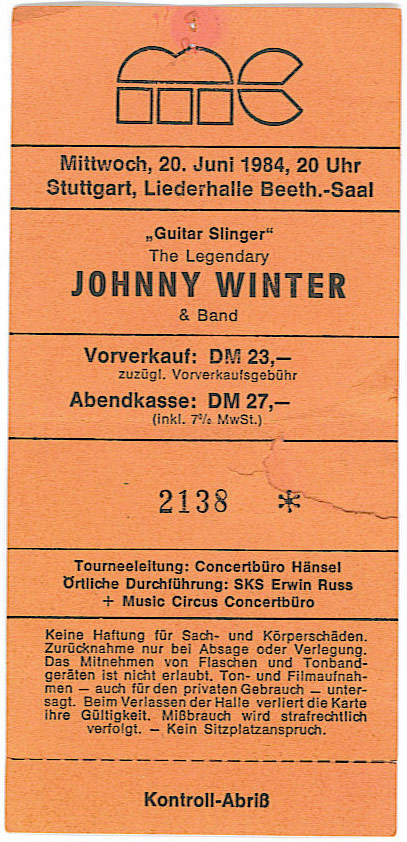 mc
Mittwoch, 20. Juni 1984, 20 Uhr
Stuttgart, Liederhalle Beeth.-Saal
„Guitar Slinger“
The Legendary
JOHNNY WINTER
& Band
Vorverkauf: DM 23,—
zuzügl. Vorverkaufsgebühr
Abendkasse: DM 27,—
(inkl. 7% MwSt.)
2138 *
Tourneeleitung: Concertbüro Hänsel
Örtliche Durchführung: SKS Erwin Russ
+ Music Circus Concertbüro
Keine Haftung für Sach- und Körperschäden.
Zurücknahme nur bei Absage oder Verlegung.
Das Mitnehmen von Flaschen und Tonband-
geräten ist nicht erlaubt. Ton- und Filmaufnah-
men — auch für den privaten Gebrauch — unter-
sagt. Beim Verlassen der Halle verliert die Karte
ihre Gültigkeit. Mißbrauch wird strafrechtlich
verfolgt. — Kein Sitzplatzanspruch.
Kontroll-Abriß